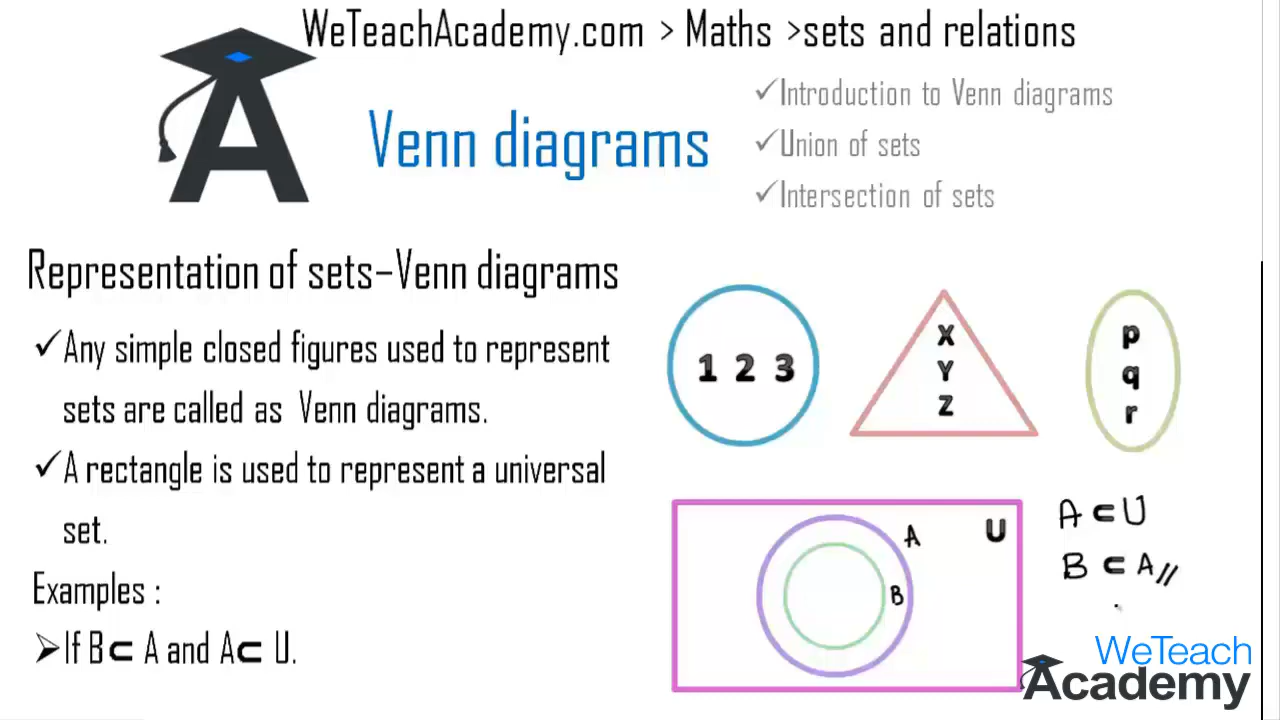 WeTeachAcademy.com > Maths >sets and relations
A
Venn diagrams
✓Introduction to Venn diagrams
✓Union of sets
✓Intersection of sets
Representation of sets–Venn diagrams
✓Any simple closed figures used to represent
sets are called as Venn diagrams.
✓A rectangle is used to represent a universal
set.
Examples :
➢If B⊂ A and A⊂ U.
1 2 3
X
Y
Z
p
q
r
U
A
B
A ⊂ U
B ⊂ A//
WeTeach
Academy